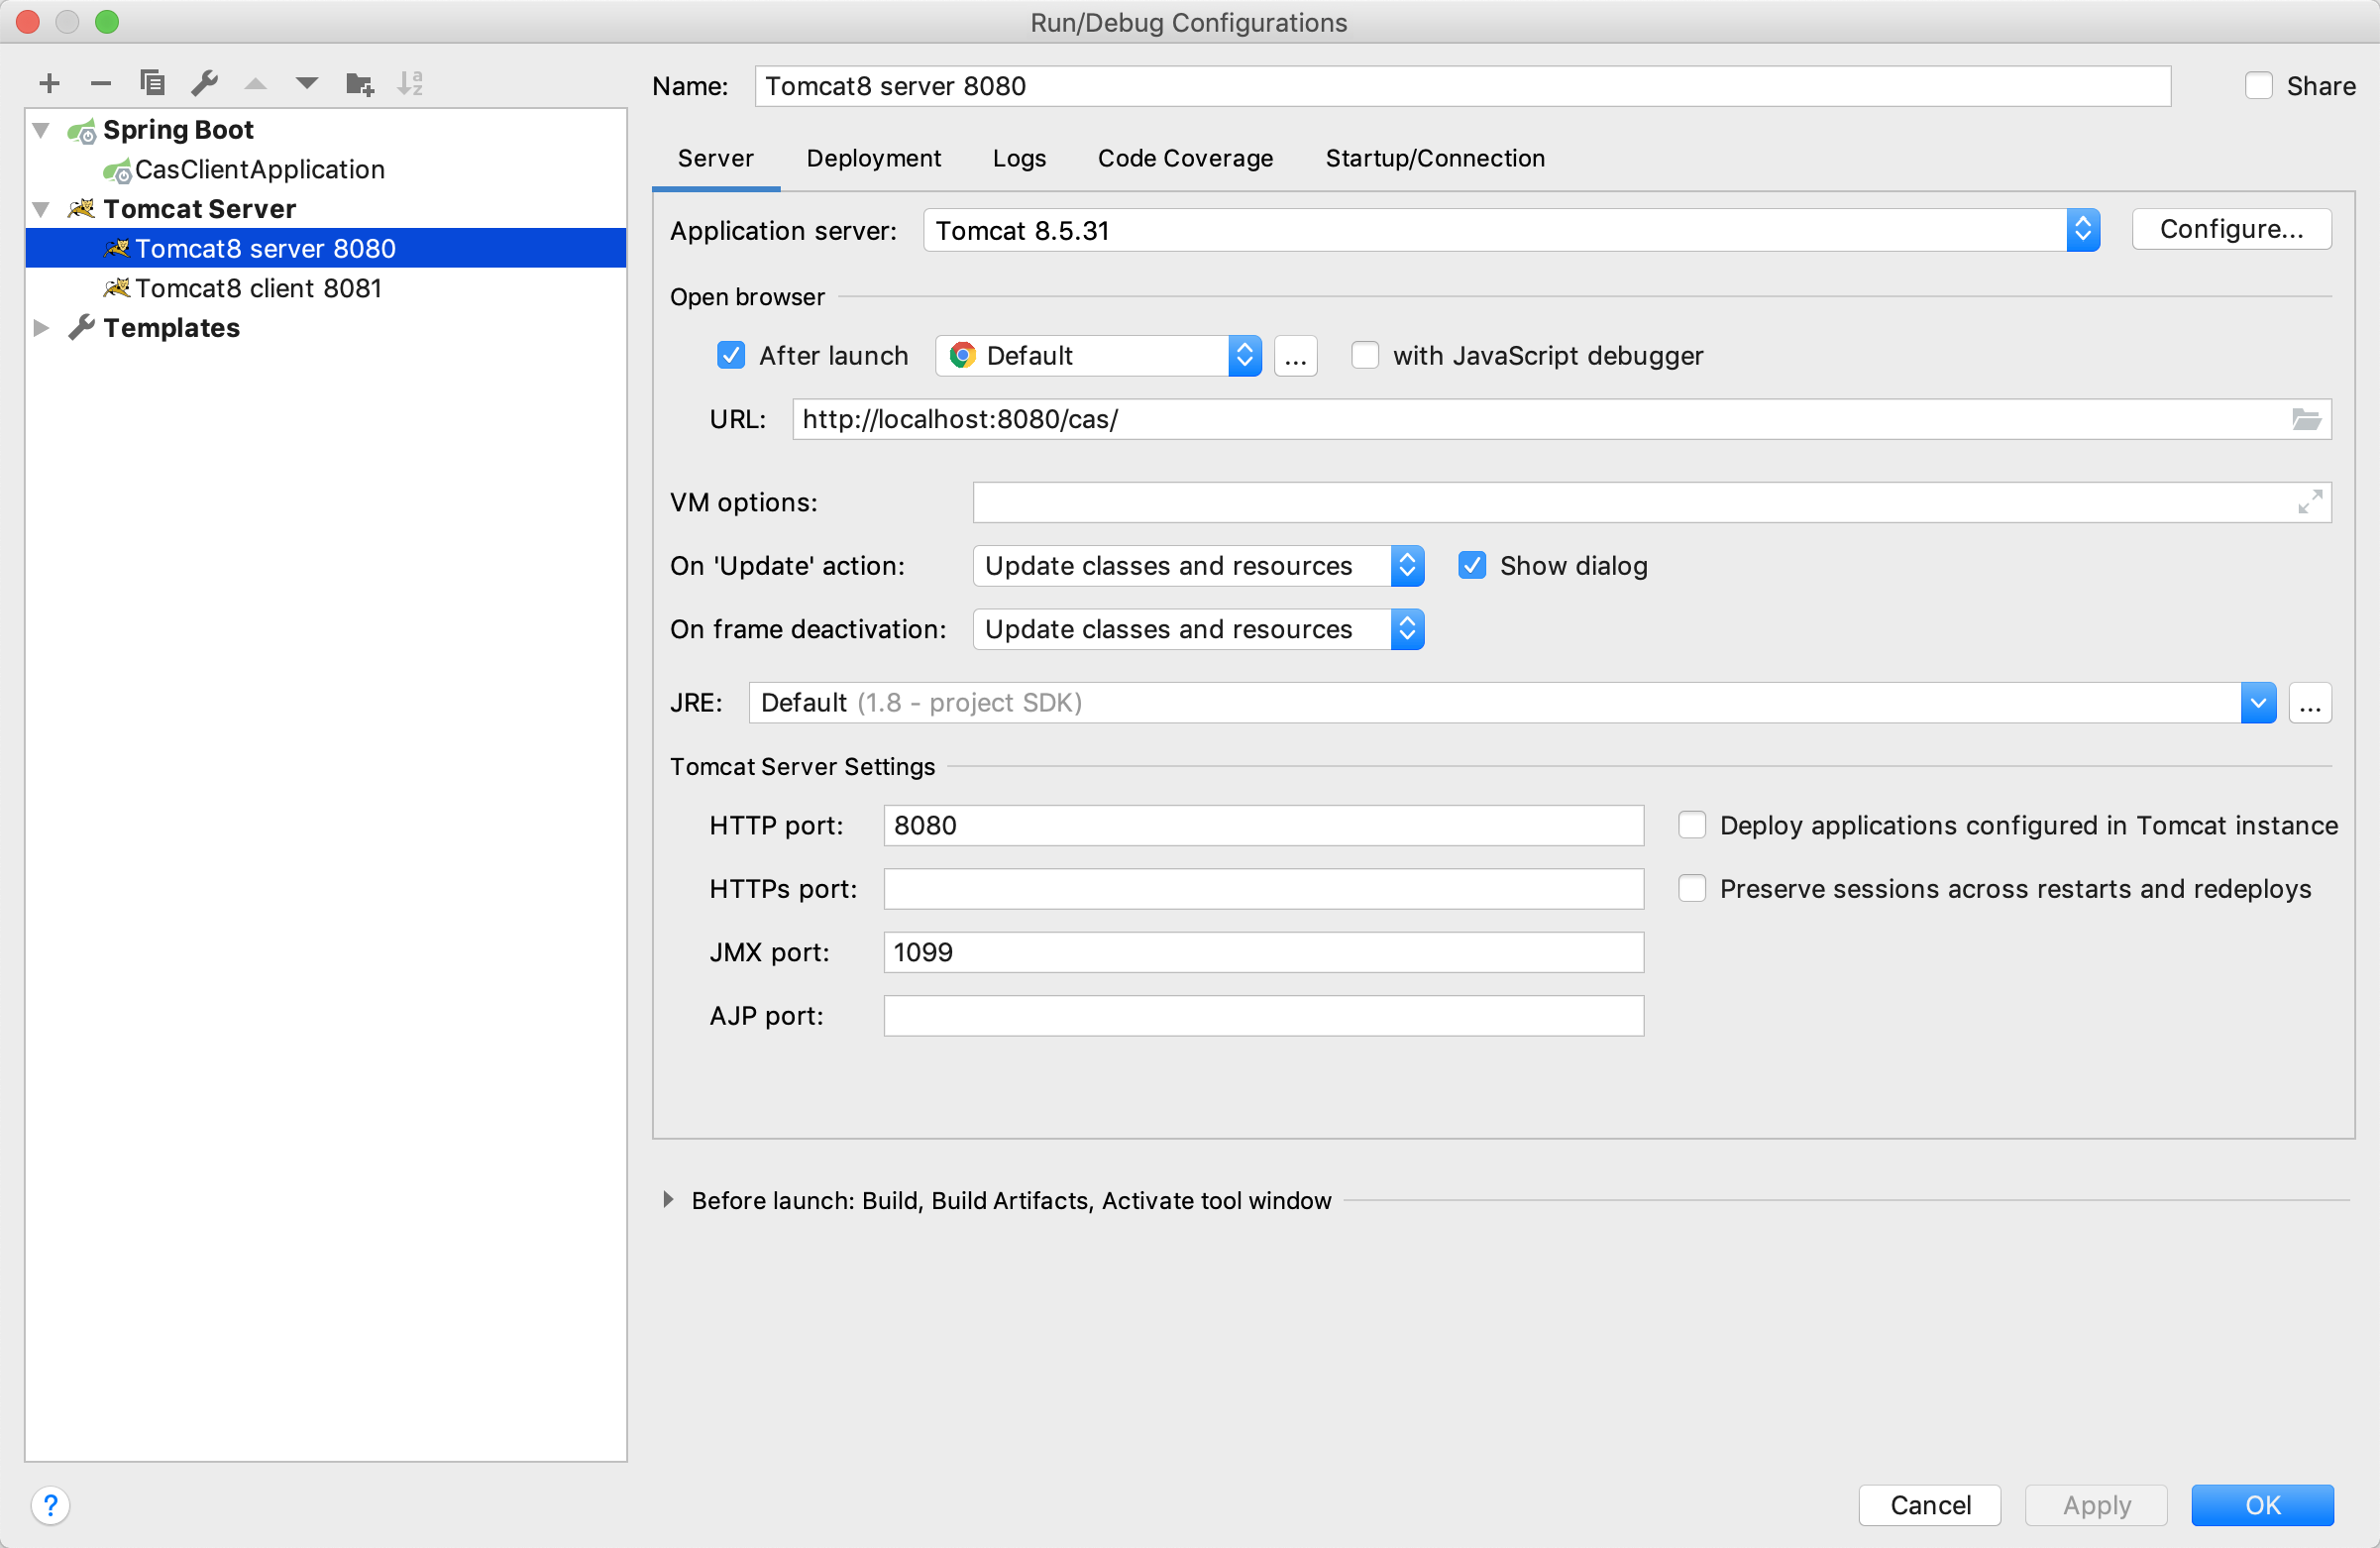 Run/Debug Configurations
Name: Tomcat8 server 8080 Share
Spring Boot
CasClientApplication
Tomcat Server
Tomcat8 server 8080
Tomcat8 client 8081
Templates
Server Deployment Logs Code Coverage Startup/Connection
Application server: Tomcat 8.5.31 Configure...
Open browser
After launch Default ... with JavaScript debugger
URL: http://localhost:8080/cas/
VM options:
On 'Update' action: Update classes and resources Show dialog
On frame deactivation: Update classes and resources
JRE: Default (1.8 - project SDK) ...
Tomcat Server Settings
HTTP port: 8080 Deploy applications configured in Tomcat instance
HTTPs port: Preserve sessions across restarts and redeploys
JMX port: 1099
AJP port:
Before launch: Build, Build Artifacts, Activate tool window
? Cancel Apply OK